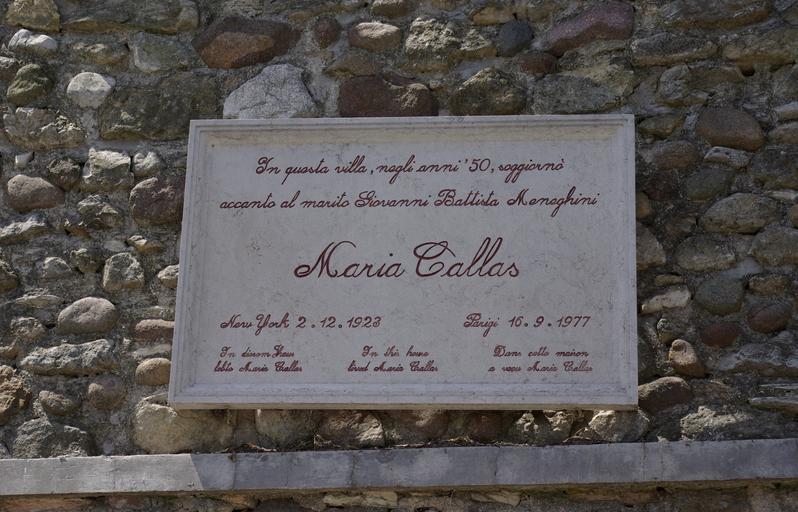 In questa villa, negli anni '50, soggiornò
accanto al marito Giovanni Battista Meneghini
Maria Callas
New York 2.12.1923
Parigi 16.9.1977
In diesem Haus
lebte Maria Callas
In this house
lived Maria Callas
Dans cette maison
a vecu Maria Callas